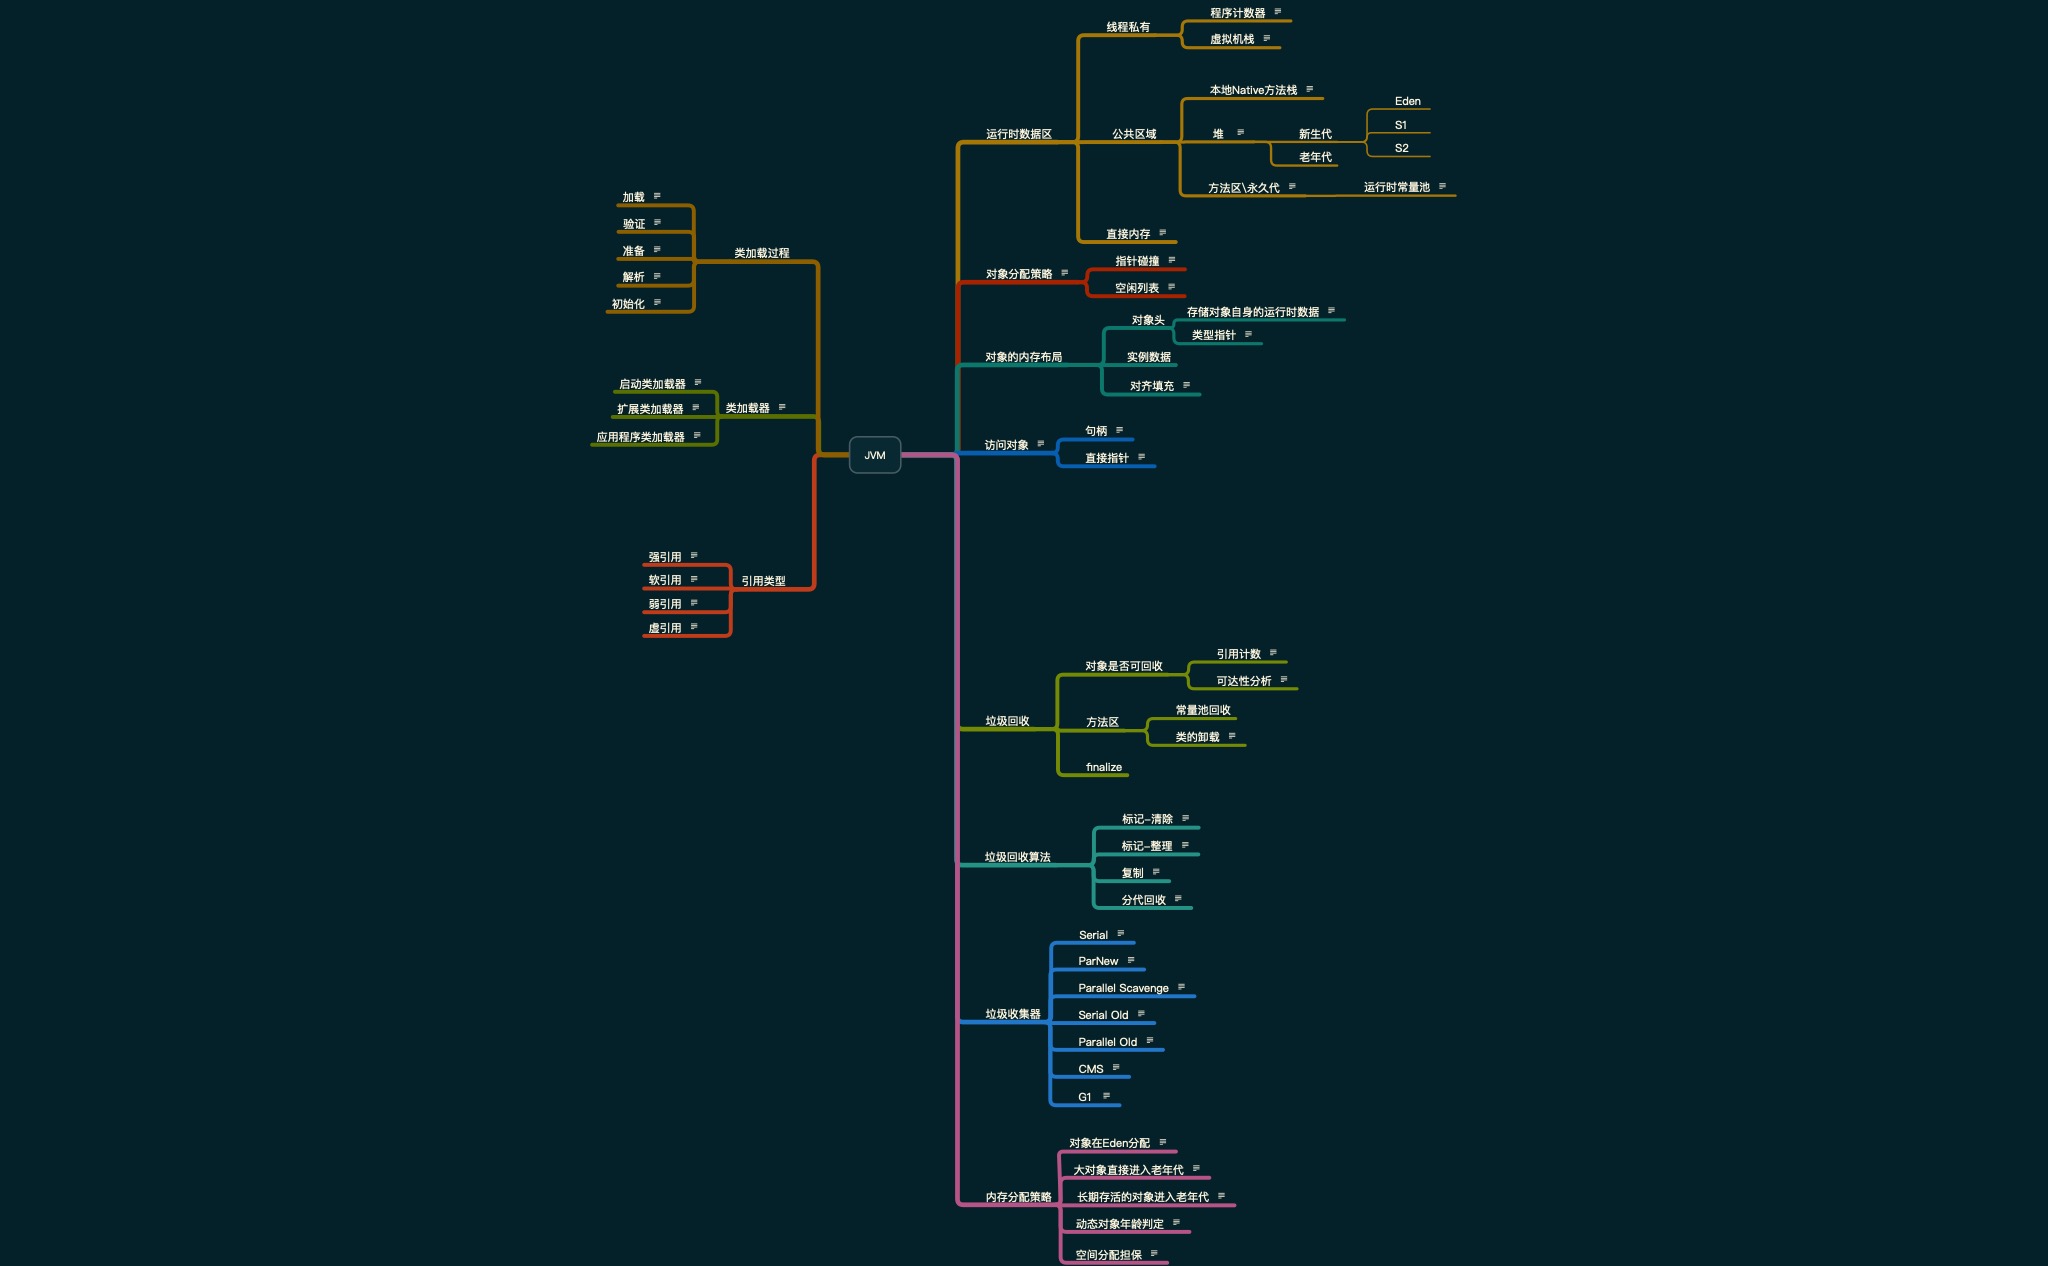 JVM
类加载过程
加载
验证
准备
解析
初始化
类加载器
启动类加载器
扩展类加载器
应用程序类加载器
引用类型
强引用
软引用
弱引用
虚引用
运行时数据区
线程私有
程序计数器
虚拟机栈
公共区域
本地Native方法栈
堆
新生代
Eden
S1
S2
老年代
方法区\永久代
运行时常量池
直接内存
对象分配策略
指针碰撞
空闲列表
对象的内存布局
对象头
存储对象自身的运行时数据
类型指针
实例数据
对齐填充
访问对象
句柄
直接指针
垃圾回收
对象是否可回收
引用计数
可达性分析
方法区
常量池回收
类的卸载
finalize
垃圾回收算法
标记-清除
标记-整理
复制
分代回收
垃圾收集器
Serial
ParNew
Parallel Scavenge
Serial Old
Parallel Old
CMS
G1
内存分配策略
对象在Eden分配
大对象直接进入老年代
长期存活的对象进入老年代
动态对象年龄判定
空间分配担保